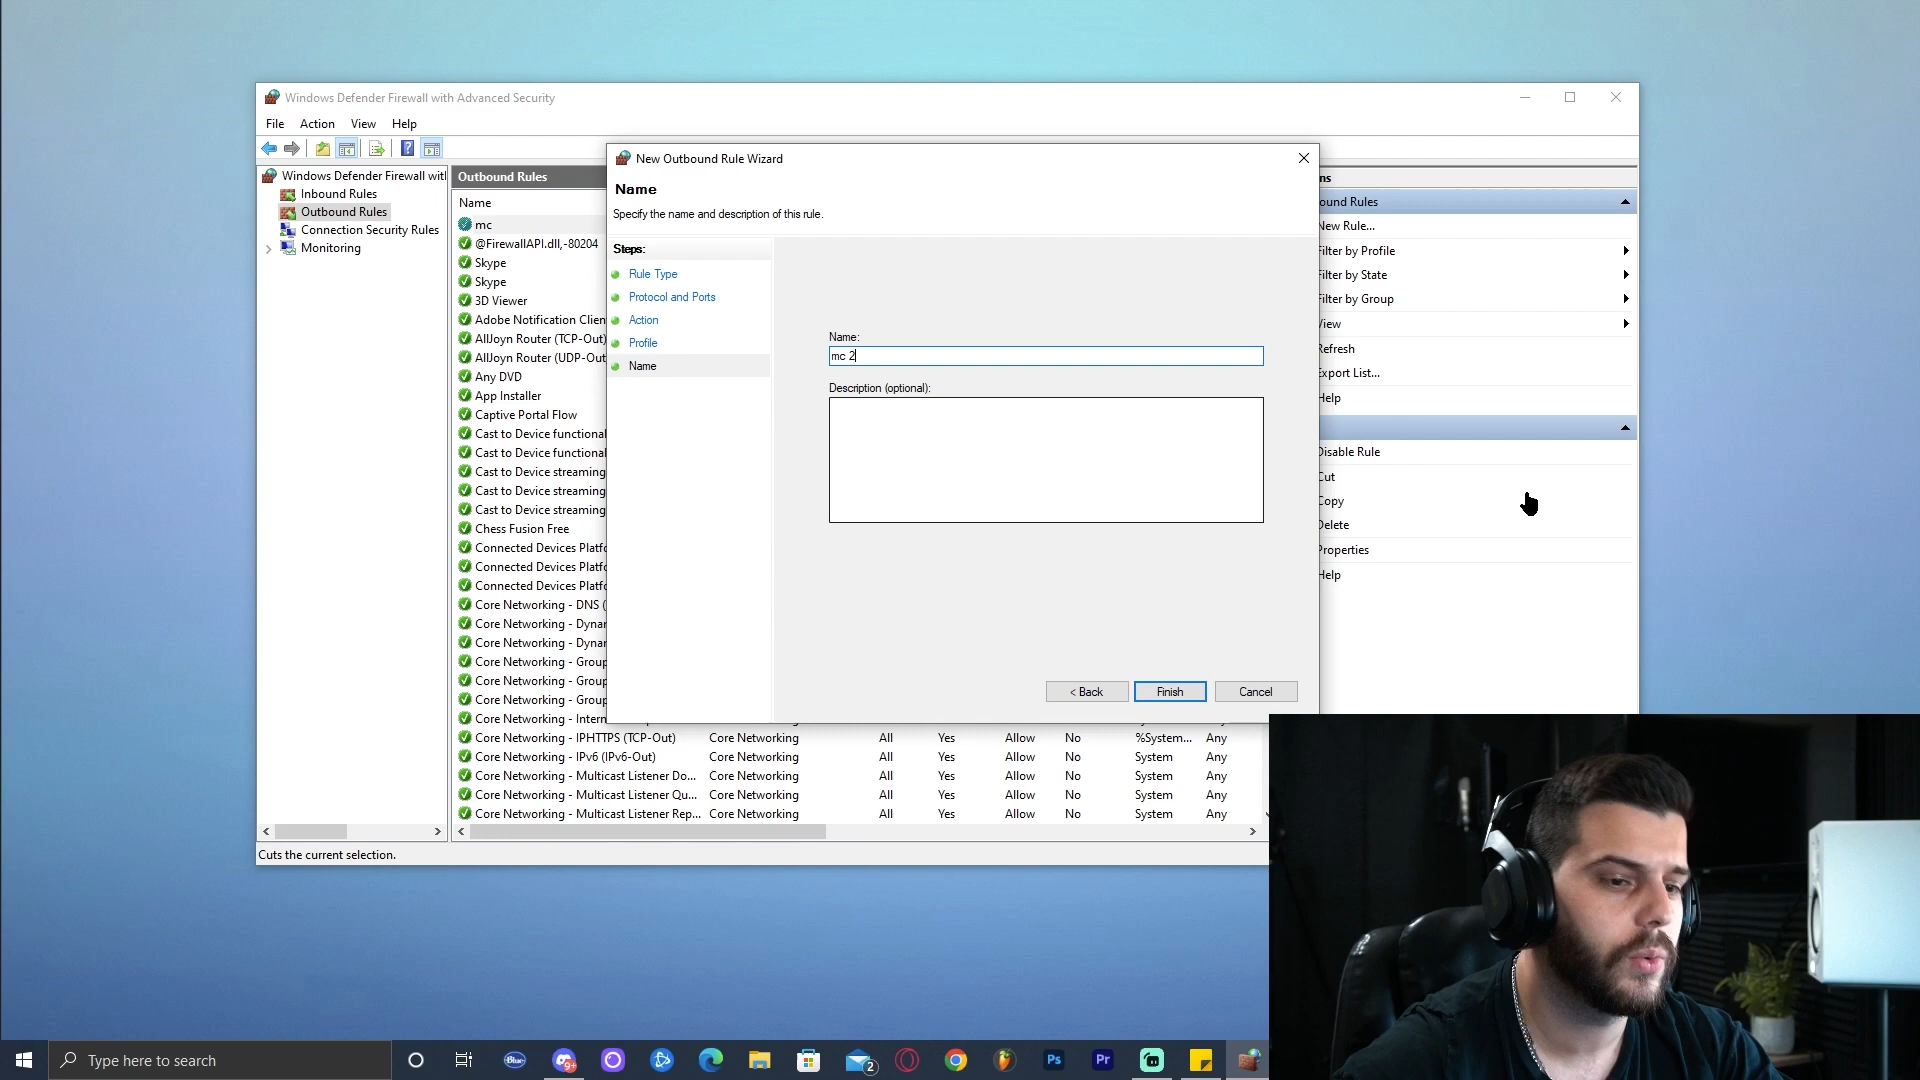 Windows Defender Firewall with Advanced Security
File Action View Help
Windows Defender Firewall wit
Inbound Rules
Outbound Rules
Connection Security Rules
Monitoring
Outbound Rules
Name
mc
@FirewallAPI.dll,-80204
Skype
Skype
3D Viewer
Adobe Notification Clien
AllJoyn Router (TCP-Out)
AllJoyn Router (UDP-Out
Any DVD
App Installer
Captive Portal Flow
Cast to Device functional
Cast to Device functional
Cast to Device streaming
Cast to Device streaming
Cast to Device streaming
Chess Fusion Free
Connected Devices Platfo
Connected Devices Platfo
Connected Devices Platfo
Core Networking - DNS (
Core Networking - Dynar
Core Networking - Dynar
Core Networking - Group
Core Networking - Group
Core Networking - Group
Core Networking - Intern
Core Networking - IPHTTPS (TCP-Out) Core Networking All Yes Allow No %System... Any
Core Networking - IPv6 (IPv6-Out) Core Networking All Yes Allow No System Any
Core Networking - Multicast Listener Do... Core Networking All Yes Allow No System Any
Core Networking - Multicast Listener Qu... Core Networking All Yes Allow No System Any
Core Networking - Multicast Listener Rep... Core Networking All Yes Allow No System Any
Cuts the current selection.
New Outbound Rule Wizard
Name
Specify the name and description of this rule.
Steps:
Rule Type
Protocol and Ports
Action
Profile
Name
Name:
mc 2
Description (optional):
< Back Finish Cancel
ns
ound Rules
New Rule...
Filter by Profile
Filter by State
Filter by Group
View
Refresh
Export List...
Help
Disable Rule
Cut
Copy
Delete
Properties
Help
Type here to search
Blue
9+
2
Ps
Pr